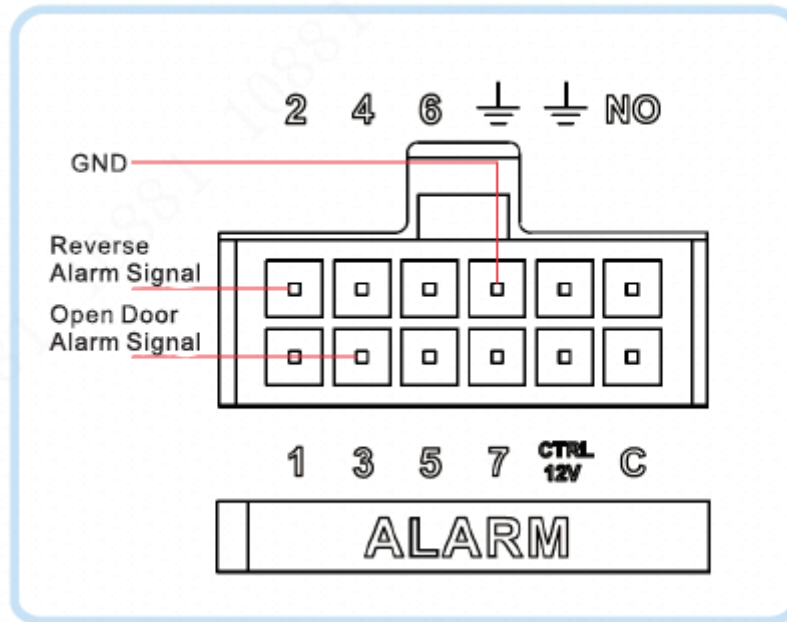 2 4 6 NO
GND
Reverse
Alarm Signal
Open Door
Alarm Signal
1 3 5 7 CTRL 12V C
ALARM